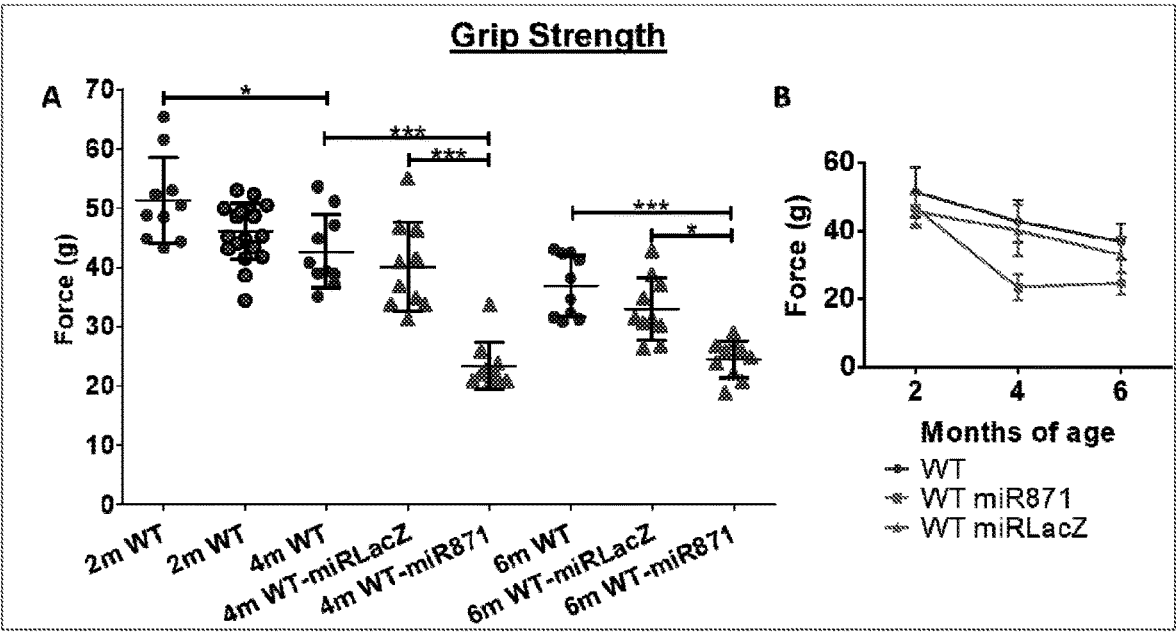 Grip Strength
A
B
Force (g)
70
60
50
40
30
20
10
0
*
***
***
***
*
2m WT
2m WT
4m WT
4m WT-miRLacZ
4m WT-miR871
6m WT
6m WT-miRLacZ
6m WT-miR871
Force (g)
60
40
20
0
2 4 6
Months of age
WT
WT miR871
WT miRLacZ